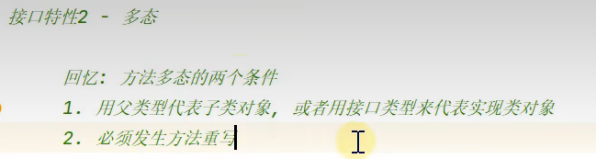 接口特性2 - 多态
回忆: 方法多态的两个条件
1. 用父类型代表子类对象, 或者用接口类型来代表实现类对象
2. 必须发生方法重写